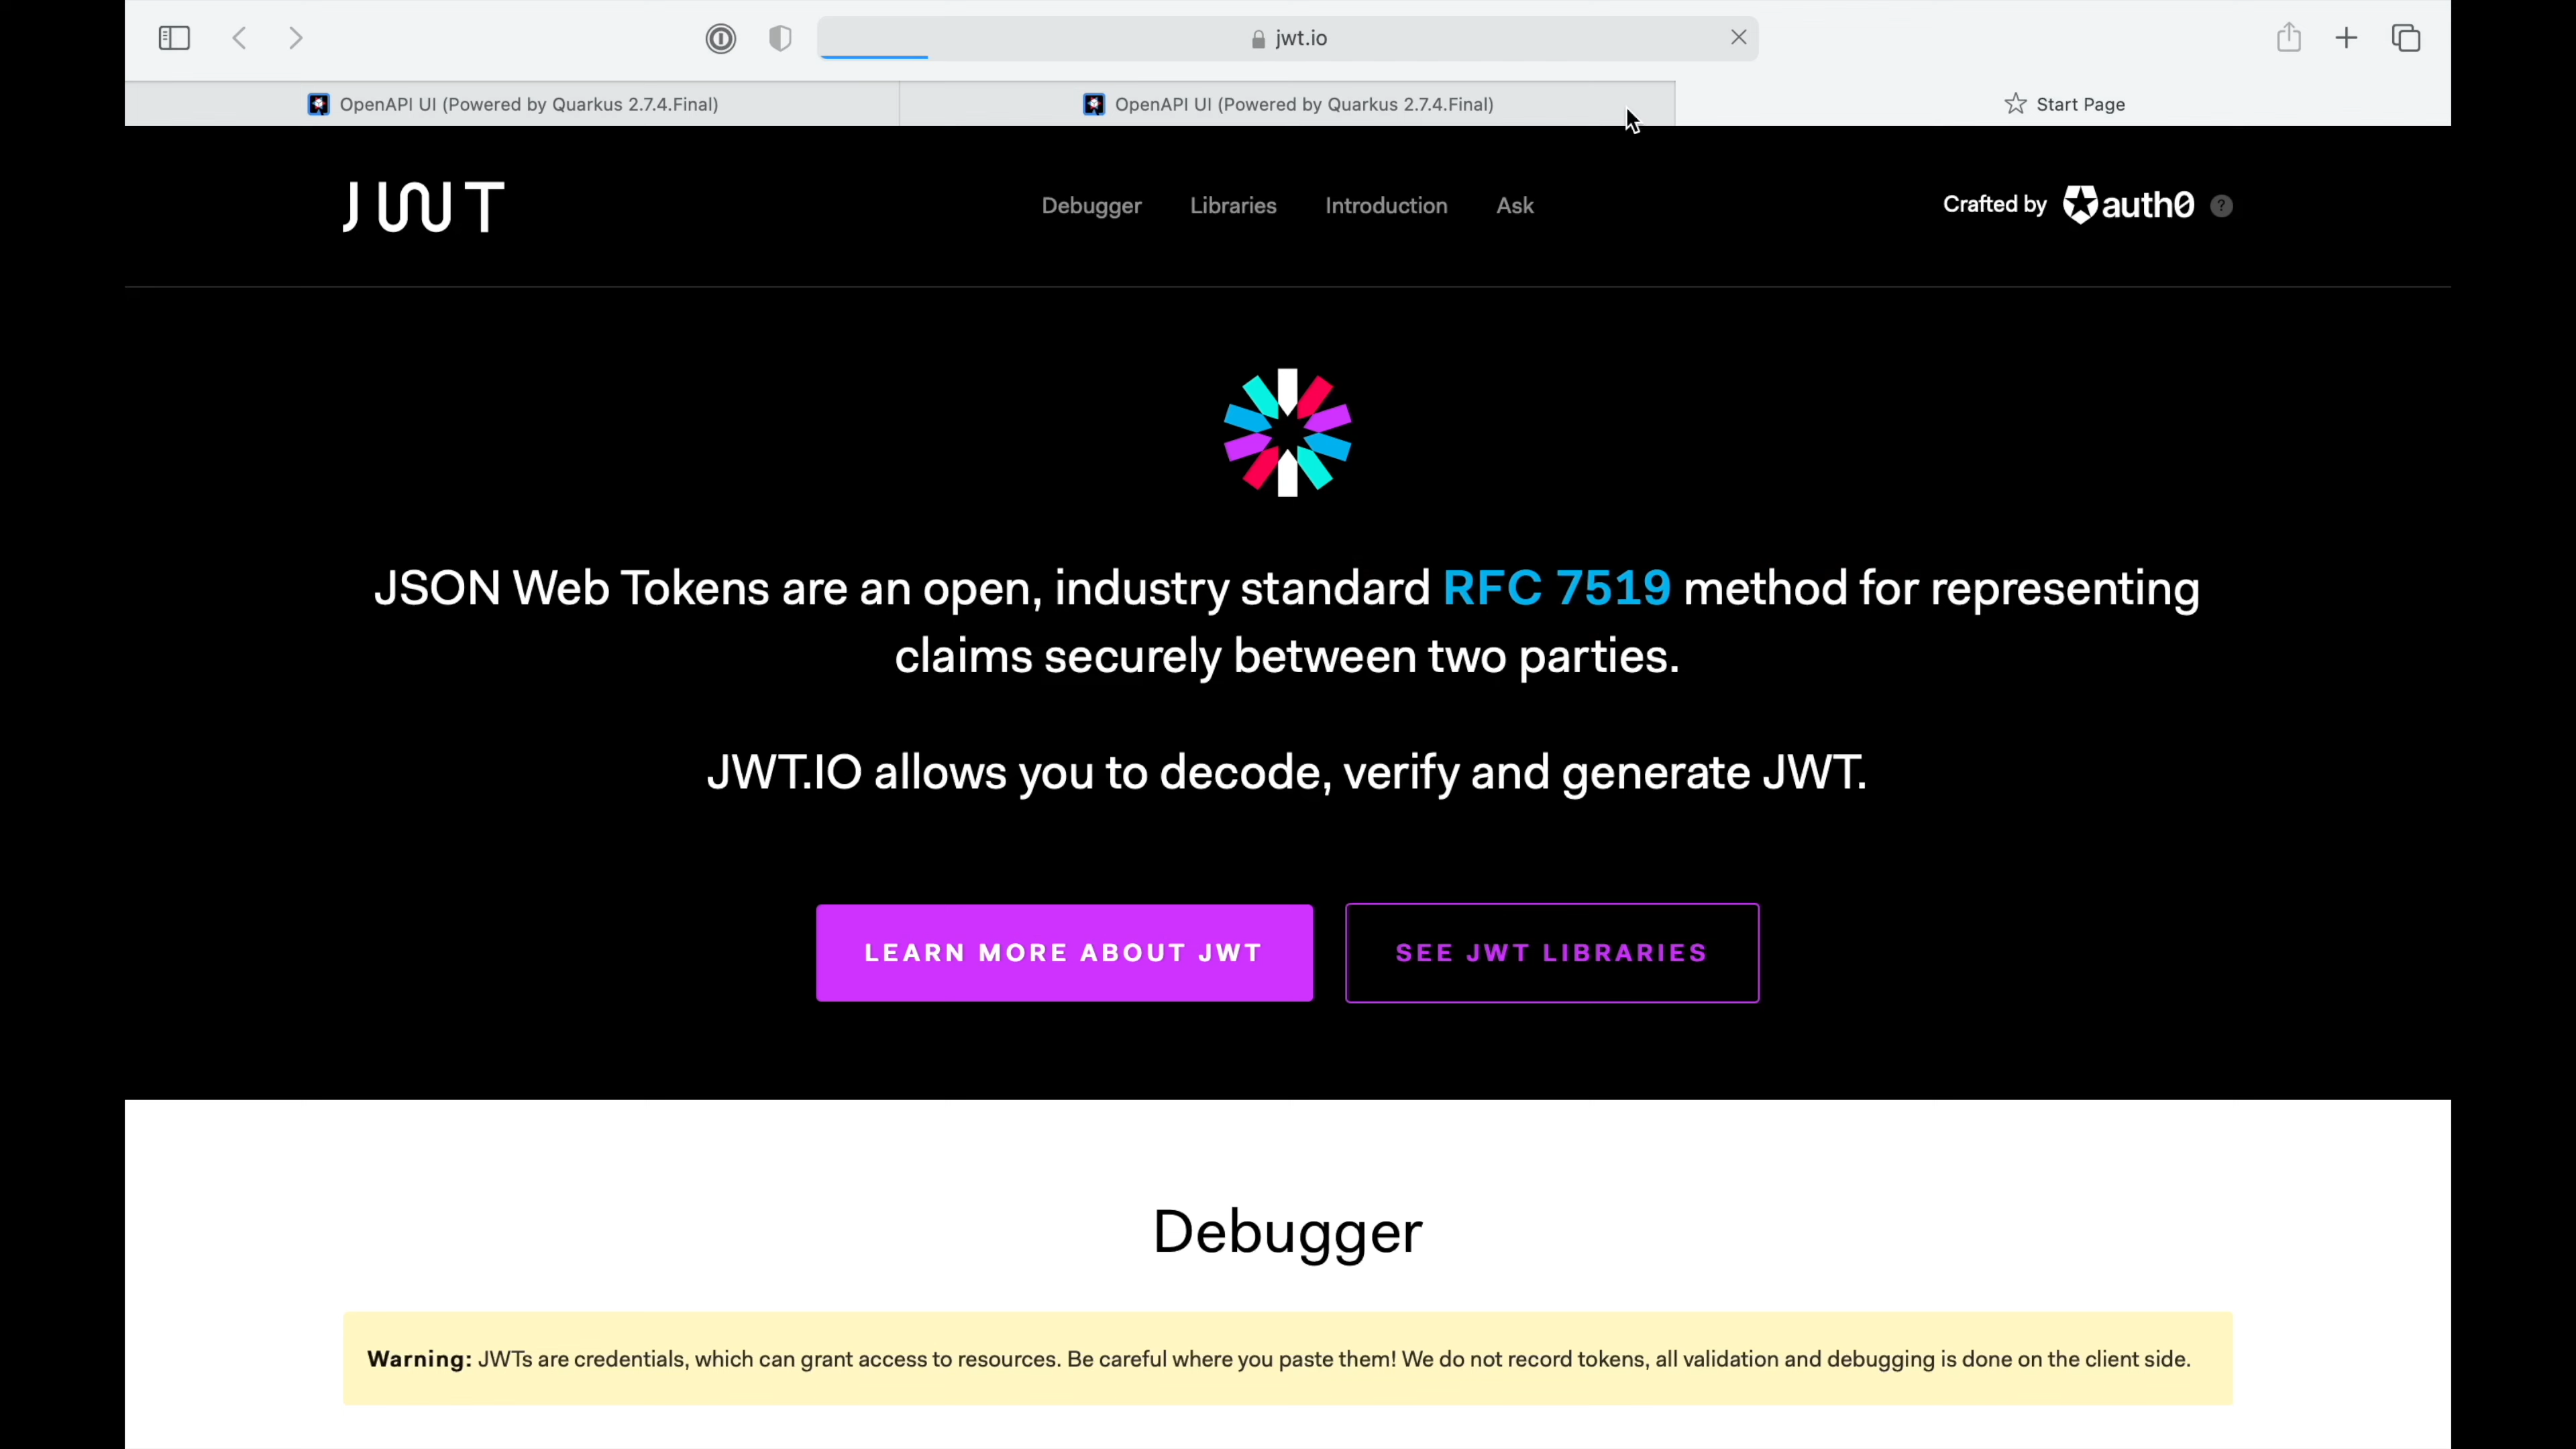 jwt.io
OpenAPI UI (Powered by Quarkus 2.7.4.Final)
OpenAPI UI (Powered by Quarkus 2.7.4.Final)
Start Page
JWT
Debugger
Libraries
Introduction
Ask
Crafted by auth0 ?
JSON Web Tokens are an open, industry standard RFC 7519 method for representing
claims securely between two parties.
JWT.IO allows you to decode, verify and generate JWT.
LEARN MORE ABOUT JWT
SEE JWT LIBRARIES
Debugger
Warning: JWTs are credentials, which can grant access to resources. Be careful where you paste them! We do not record tokens, all validation and debugging is done on the client side.